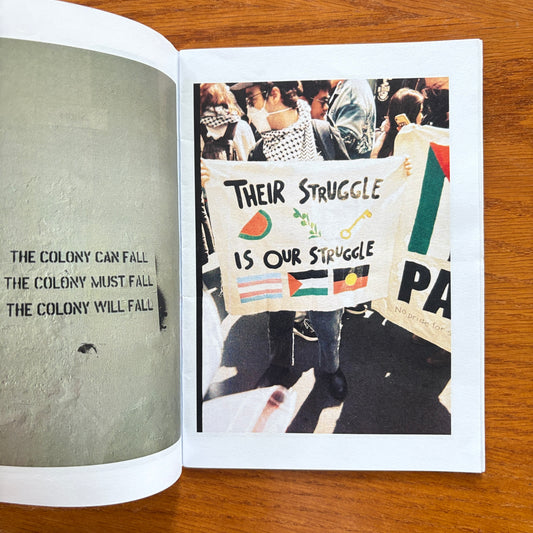 THE COLONY CAN FALL
THE COLONY MUST FALL
THE COLONY WILL FALL
THEIR STRUGGLE
IS OUR STRUGGLE
PA
No pride for